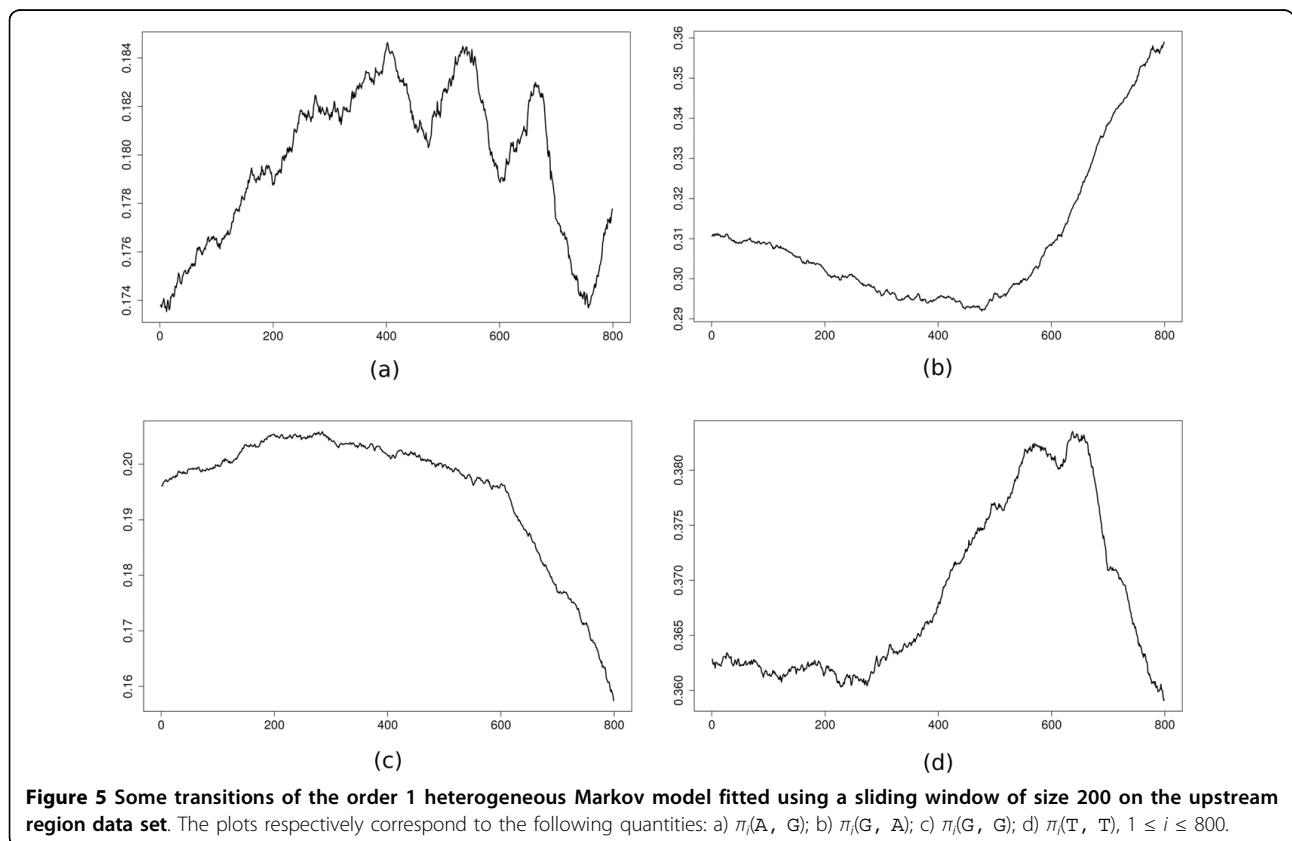 0.174 0.176 0.178 0.180 0.182 0.184
0 200 400 600 800
(a)
0.29 0.30 0.31 0.32 0.33 0.34 0.35 0.36
0 200 400 600 800
(b)
0.16 0.17 0.18 0.19 0.20
0 200 400 600 800
(c)
0.360 0.365 0.370 0.375 0.380
0 200 400 600 800
(d)
Figure 5 Some transitions of the order 1 heterogeneous Markov model fitted using a sliding window of size 200 on the upstream
region data set. The plots respectively correspond to the following quantities: a) πᵢ(A, G); b) πᵢ(G, A); c) πᵢ(G, G); d) πᵢ(T, T), 1 ≤ i ≤ 800.